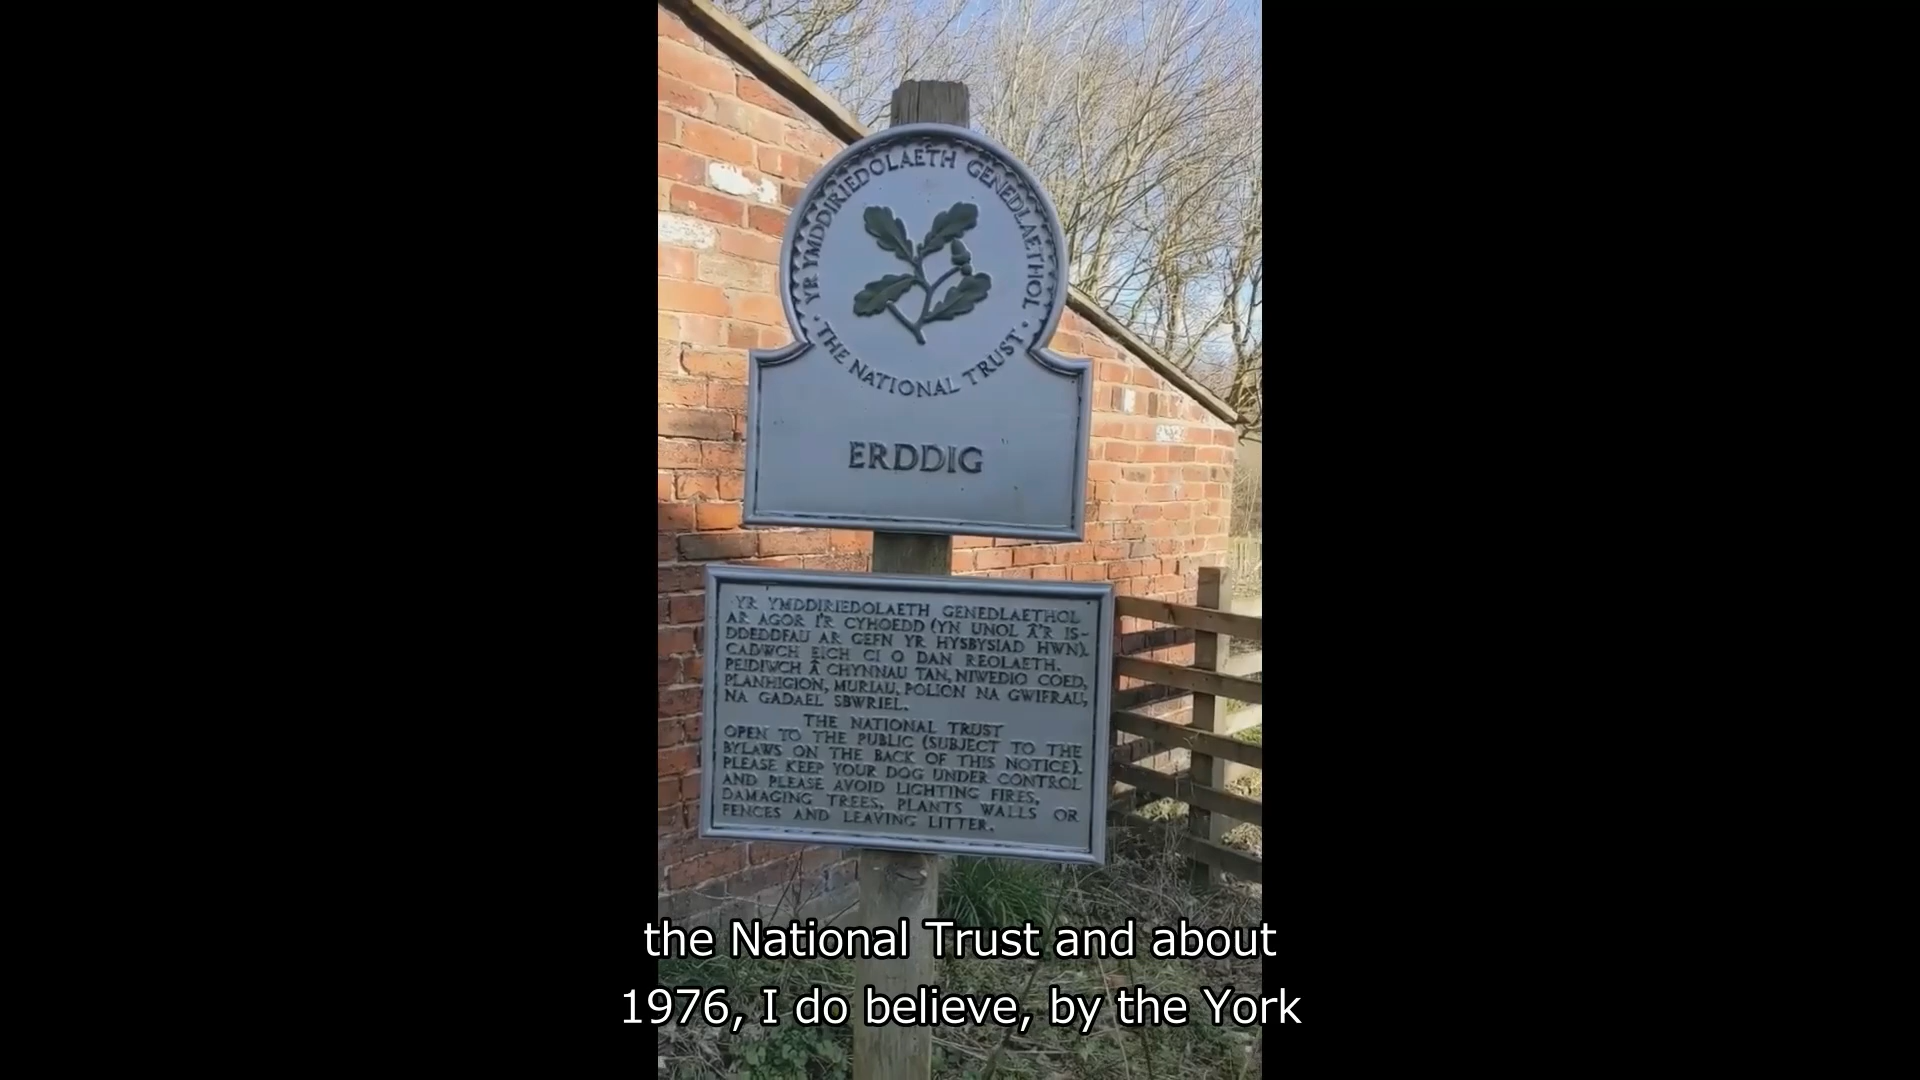 YR YMDDIRIEDOLAETH GENEDLAETHOL
· THE NATIONAL TRUST ·
ERDDIG
YR YMDDIRIEDOLAETH GENEDLAETHOL
AR AGOR I'R CYHOEDD (YN UNOL Â'R IS-
DDEDDFAU AR GEFN YR HYSBYSIAD HWN).
CADWCH EICH CI O DAN REOLAETH.
PEIDIWCH Â CHYNNAU TAN, NIWEDIO COED,
PLANHIGION, MURIAU, POLION NA GWIFRAU,
NA GADAEL SBWRIEL.
THE NATIONAL TRUST
OPEN TO THE PUBLIC (SUBJECT TO THE
BYLAWS ON THE BACK OF THIS NOTICE).
PLEASE KEEP YOUR DOG UNDER CONTROL
AND PLEASE AVOID LIGHTING FIRES,
DAMAGING TREES, PLANTS WALLS OR
FENCES AND LEAVING LITTER.
the National Trust and about
1976, I do believe, by the York